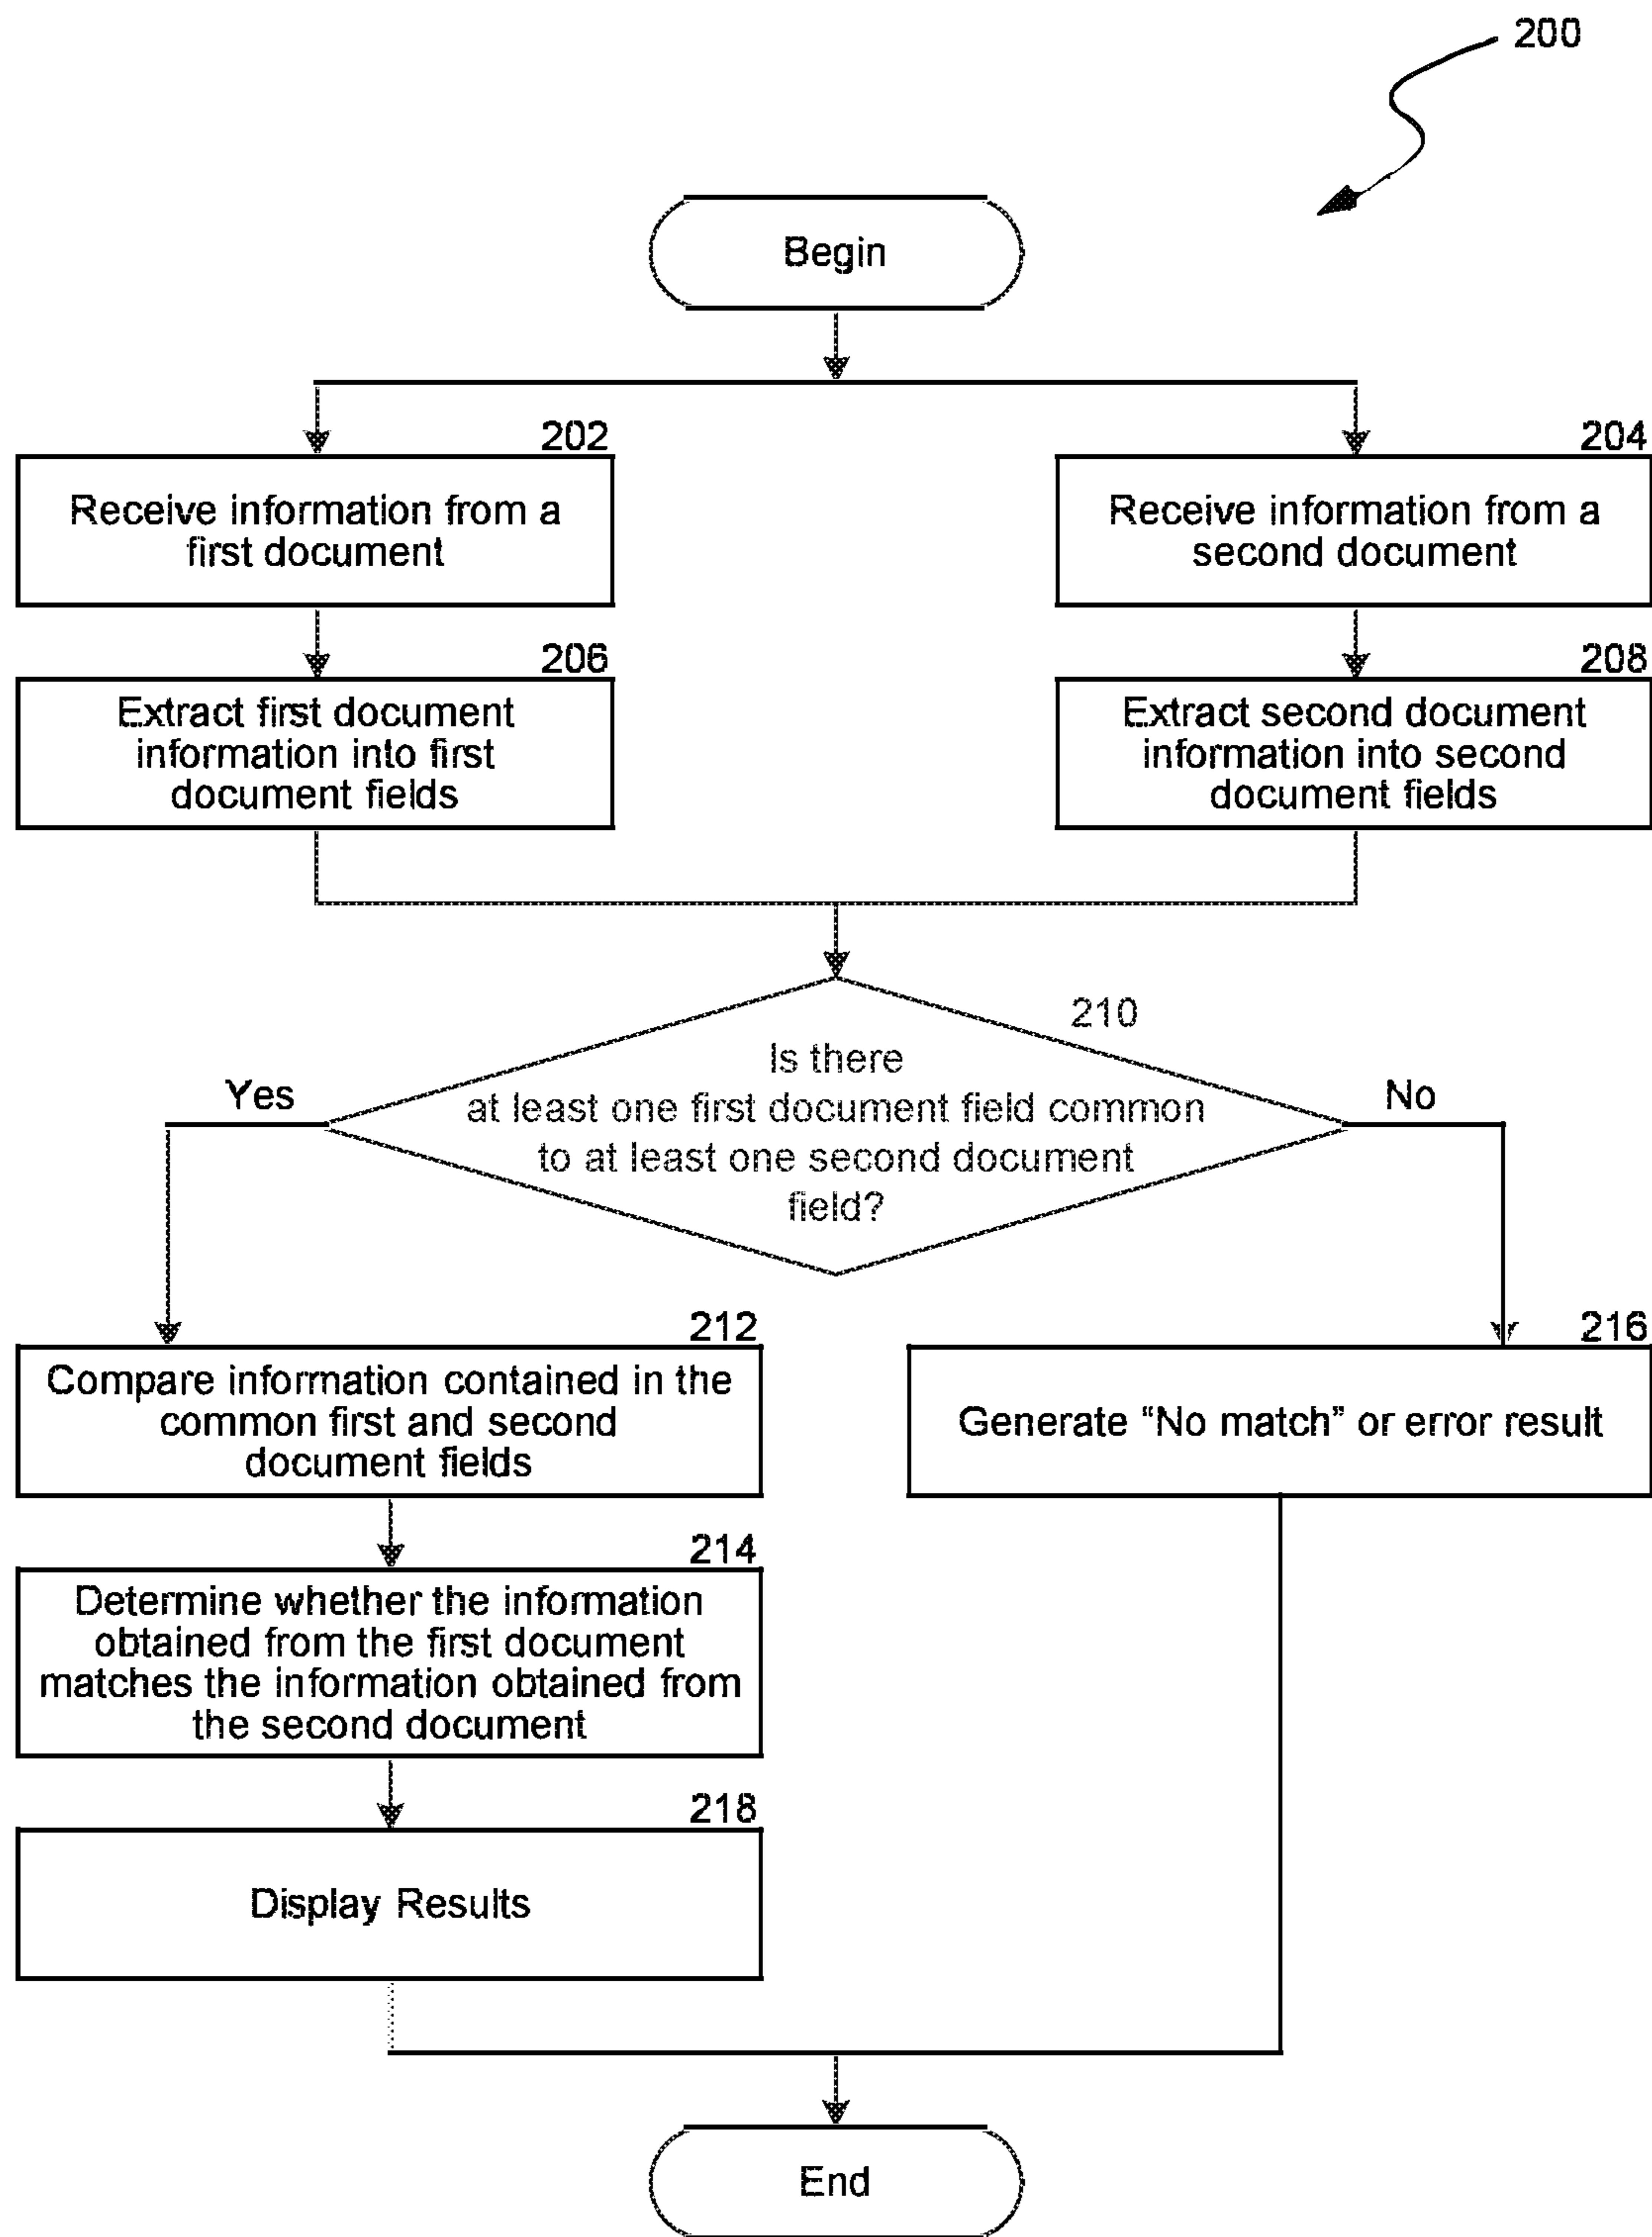 200
Begin
202
Receive information from a
first document
204
Receive information from a
second document
206
Extract first document
information into first
document fields
208
Extract second document
information into second
document fields
210
Is there
at least one first document field common
to at least one second document
field?
Yes
No
212
Compare information contained in the
common first and second
document fields
216
Generate “No match” or error result
214
Determine whether the information
obtained from the first document
matches the information obtained from
the second document
218
Display Results
End